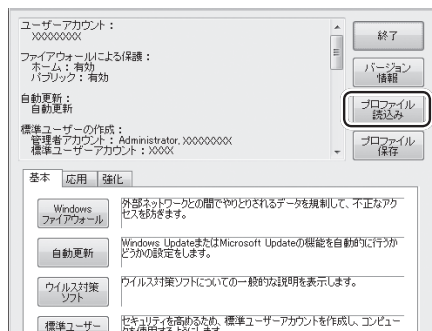 ユーザーアカウント：
XXXXXXXX
ファイアウォールによる保護：
ホーム：有効
パブリック：有効
自動更新：
自動更新
標準ユーザーの作成：
管理者アカウント：Administrator, XXXXXXXX
標準ユーザーアカウント：XXXX
終了
バージョン
情報
プロファイル
読込み
プロファイル
保存
基本
応用
強化
Windows
ファイアウォール
外部ネットワークとの間でやりとりされるデータを規制して、不正なアク
セスを防ぎます。
自動更新
Windows UpdateまたはMicrosoft Updateの機能を自動的に行うか
どうかの設定をします。
ウイルス対策
ソフト
ウイルス対策ソフトについての一般的な説明を表示します。
標準ユーザー
セキュリティを高めるため、標準ユーザーアカウントを作成し、コンピュー